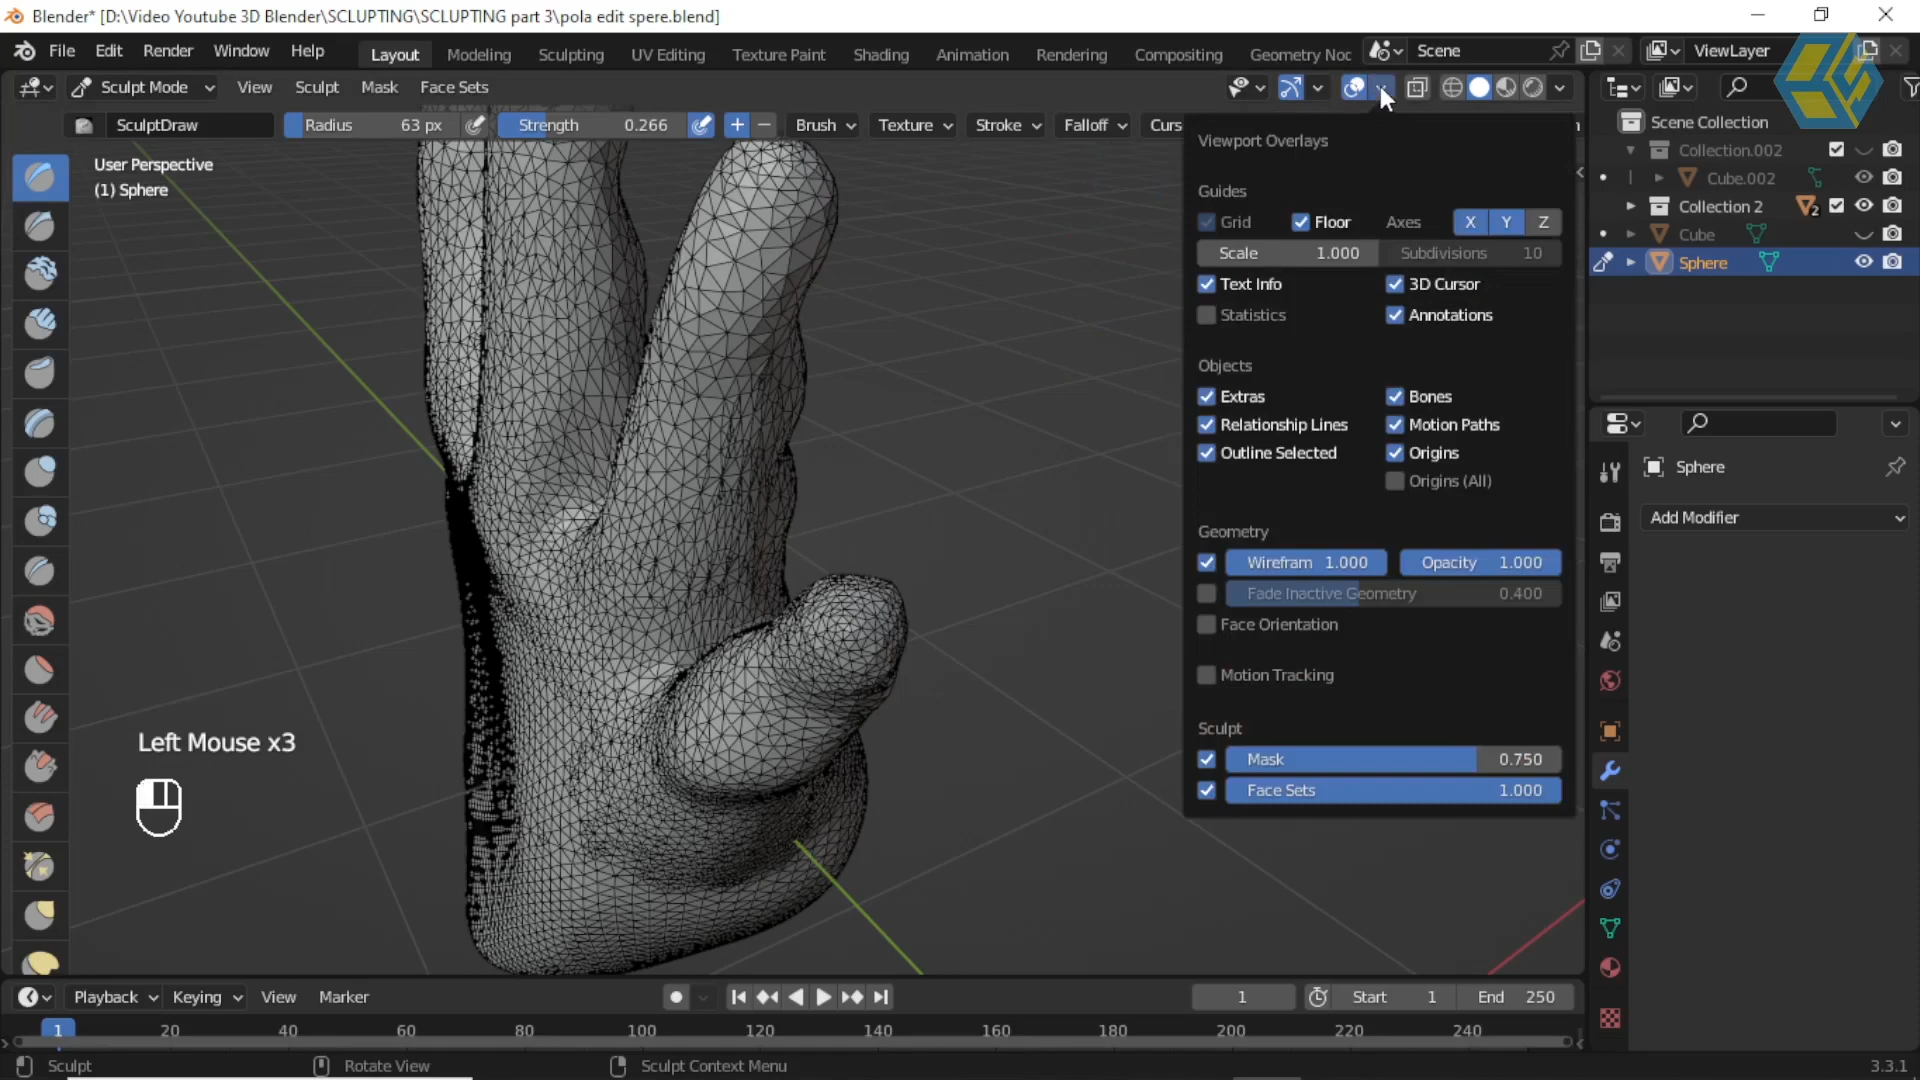 Blender* [D:\Video Youtube 3D Blender\SCLUPTING\SCLUPTING part 3\pola edit spere.blend]
File Edit Render Window Help Layout Modeling Sculpting UV Editing Texture Paint Shading Animation Rendering Compositing Geometry Noc Scene ViewLayer
Sculpt Mode View Sculpt Mask Face Sets
SculptDraw Radius 63 px Strength 0.266 Brush Texture Stroke Falloff Curs
User Perspective
(1) Sphere
Viewport Overlays
Guides
Grid Floor Axes X Y Z
Scale 1.000 Subdivisions 10
Text Info 3D Cursor
Statistics Annotations
Objects
Extras Bones
Relationship Lines Motion Paths
Outline Selected Origins
Origins (All)
Geometry
Wirefram 1.000 Opacity 1.000
Fade Inactive Geometry 0.400
Face Orientation
Motion Tracking
Sculpt
Mask 0.750
Face Sets 1.000
Scene Collection
Collection.002
Cube.002
Collection 2 2
Cube
Sphere
Sphere
Add Modifier
Left Mouse x3
Playback Keying View Marker 1 Start 1 End 250
1 20 40 60 80 100 120 140 160 180 200 220 240
Sculpt Rotate View Sculpt Context Menu 3.3.1